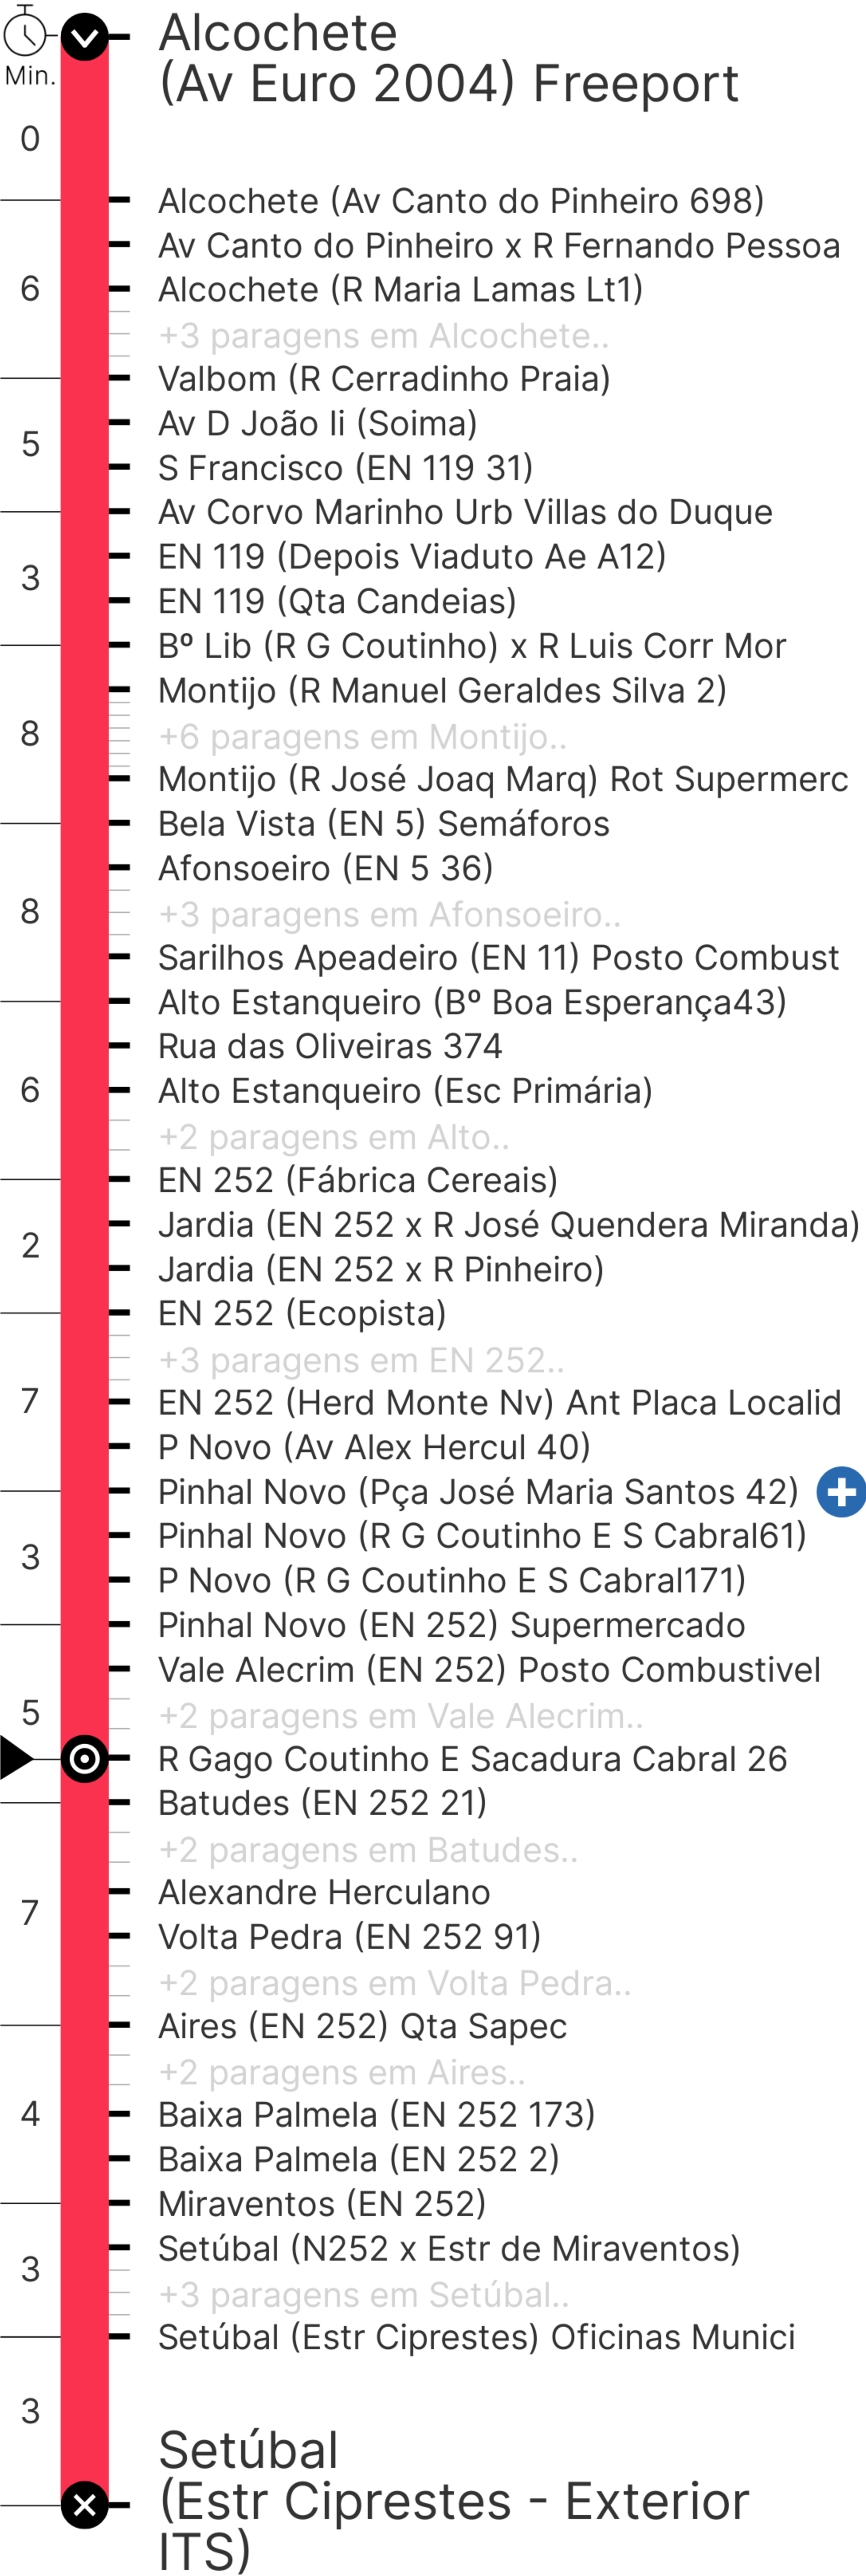 Alcochete
(Av Euro 2004) Freeport
Min.
0
Alcochete (Av Canto do Pinheiro 698)
Av Canto do Pinheiro x R Fernando Pessoa
6
Alcochete (R Maria Lamas Lt1)
+3 paragens em Alcochete..
Valbom (R Cerradinho Praia)
Av D João Ii (Soima)
5
S Francisco (EN 119 31)
Av Corvo Marinho Urb Villas do Duque
EN 119 (Depois Viaduto Ae A12)
3
EN 119 (Qta Candeias)
Bº Lib (R G Coutinho) x R Luis Corr Mor
Montijo (R Manuel Geraldes Silva 2)
8
+6 paragens em Montijo..
Montijo (R José Joaq Marq) Rot Supermerc
Bela Vista (EN 5) Semáforos
Afonsoeiro (EN 5 36)
8
+3 paragens em Afonsoeiro..
Sarilhos Apeadeiro (EN 11) Posto Combust
Alto Estanqueiro (Bº Boa Esperança43)
Rua das Oliveiras 374
6
Alto Estanqueiro (Esc Primária)
+2 paragens em Alto..
EN 252 (Fábrica Cereais)
Jardia (EN 252 x R José Quendera Miranda)
2
Jardia (EN 252 x R Pinheiro)
EN 252 (Ecopista)
+3 paragens em EN 252..
7
EN 252 (Herd Monte Nv) Ant Placa Localid
P Novo (Av Alex Hercul 40)
Pinhal Novo (Pça José Maria Santos 42)
Pinhal Novo (R G Coutinho E S Cabral61)
3
P Novo (R G Coutinho E S Cabral171)
Pinhal Novo (EN 252) Supermercado
Vale Alecrim (EN 252) Posto Combustivel
5
+2 paragens em Vale Alecrim..
R Gago Coutinho E Sacadura Cabral 26
Batudes (EN 252 21)
+2 paragens em Batudes..
Alexandre Herculano
7
Volta Pedra (EN 252 91)
+2 paragens em Volta Pedra..
Aires (EN 252) Qta Sapec
+2 paragens em Aires..
4
Baixa Palmela (EN 252 173)
Baixa Palmela (EN 252 2)
Miraventos (EN 252)
Setúbal (N252 x Estr de Miraventos)
3
+3 paragens em Setúbal..
Setúbal (Estr Ciprestes) Oficinas Munici
3
Setúbal
(Estr Ciprestes - Exterior
ITS)